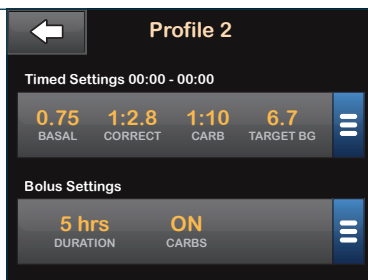 Profile 2
Timed Settings 00:00 - 00:00
0.75 1:2.8 1:10 6.7
BASAL CORRECT CARB TARGET BG
Bolus Settings
5 hrs ON
DURATION CARBS